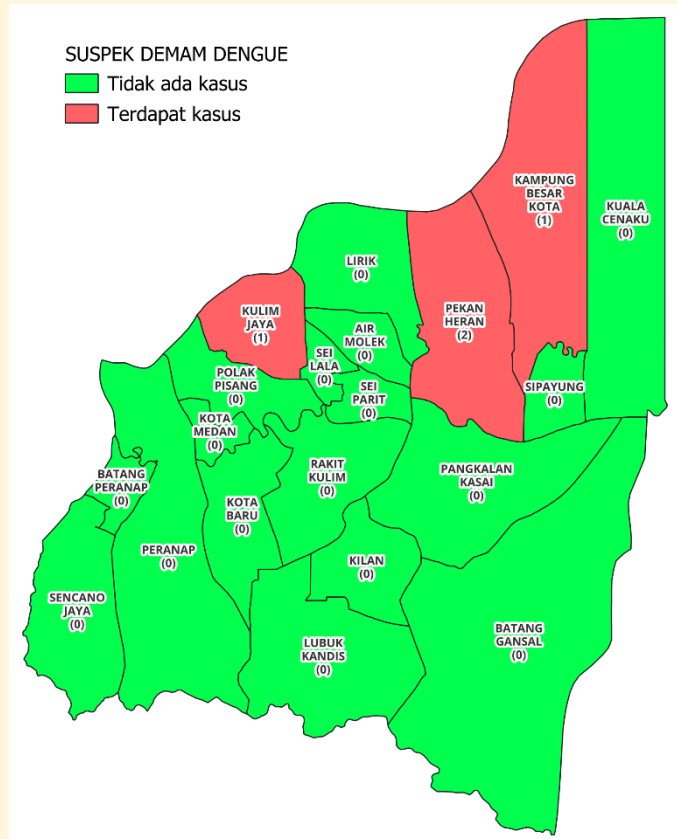 SUSPEK DEMAM DENGUE
Tidak ada kasus
Terdapat kasus
KAMPUNG
BESAR
KOTA
(1)
KUALA
CENAKU
(0)
LIRIK
(0)
KULIM
JAYA
(1)
PEKAN
HERAN
(2)
AIR
MOLEK
(0)
SEI
LALA
(0)
POLAK
PISANG
(0)
SEI
PARIT
(0)
SIPAYUNG
(0)
KOTA
MEDAN
(0)
BATANG
PERANAP
(0)
RAKIT
KULIM
(0)
PANGKALAN
KASAI
(0)
KOTA
BARU
(0)
PERANAP
(0)
KILAN
(0)
SENCANO
JAYA
(0)
LUBUK
KANDIS
(0)
BATANG
GANSAL
(0)